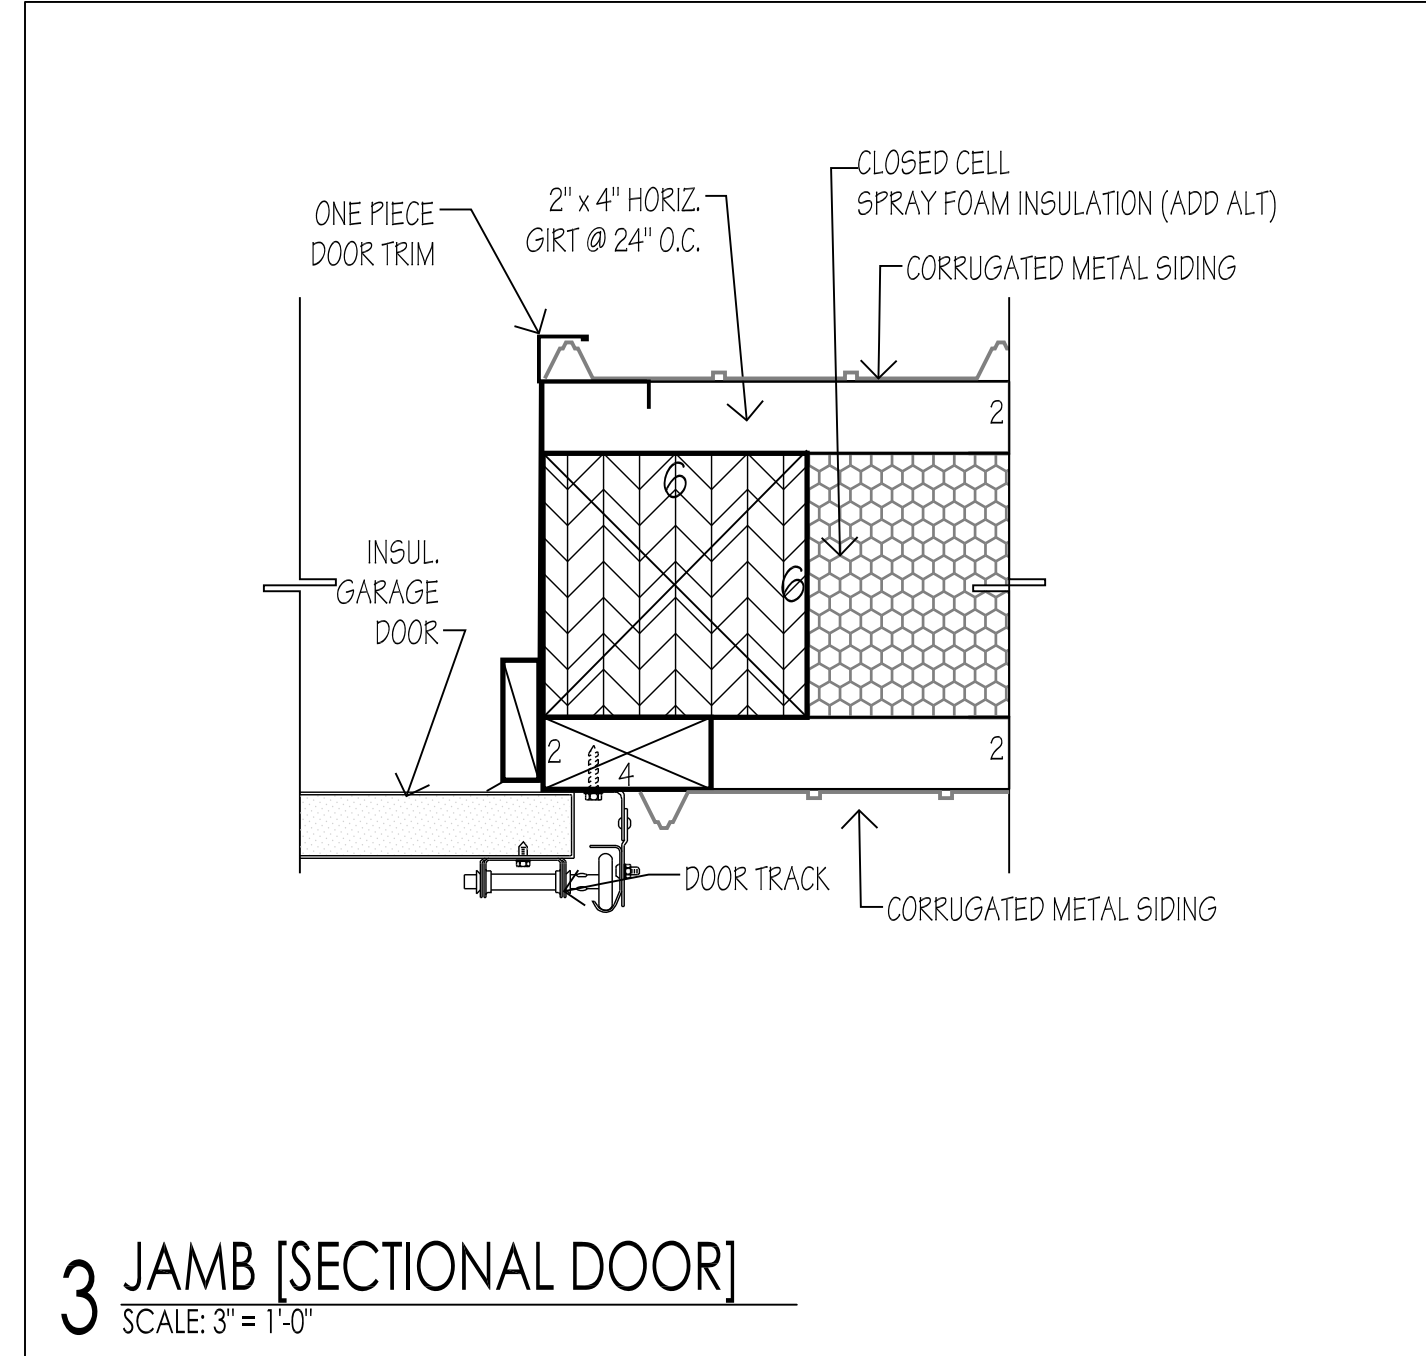 CLOSED CELL
SPRAY FOAM INSULATION (ADD ALT)
ONE PIECE
DOOR TRIM
2" x 4" HORIZ.
GIRT @ 24" O.C.
CORRUGATED METAL SIDING
2
6
6
INSUL.
GARAGE
DOOR
2
4
2
DOOR TRACK
CORRUGATED METAL SIDING
3
JAMB [SECTIONAL DOOR]
SCALE: 3" = 1'-0"